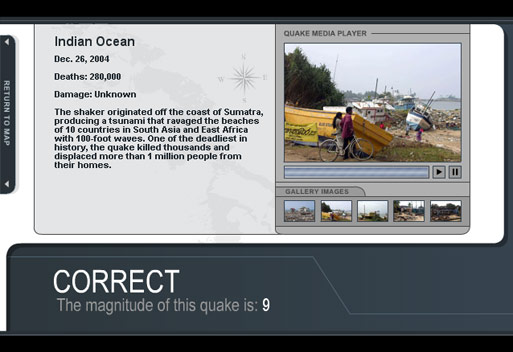 RETURN TO MAP
Indian Ocean
Dec. 26, 2004
Deaths: 280,000
Damage: Unknown
The shaker originated off the coast of Sumatra,
producing a tsunami that ravaged the beaches
of 10 countries in South Asia and East Africa
with 100-foot waves. One of the deadliest in
history, the quake killed thousands and
displaced more than 1 million people from
their homes.
QUAKE MEDIA PLAYER
GALLERY IMAGES
CORRECT
The magnitude of this quake is: 9